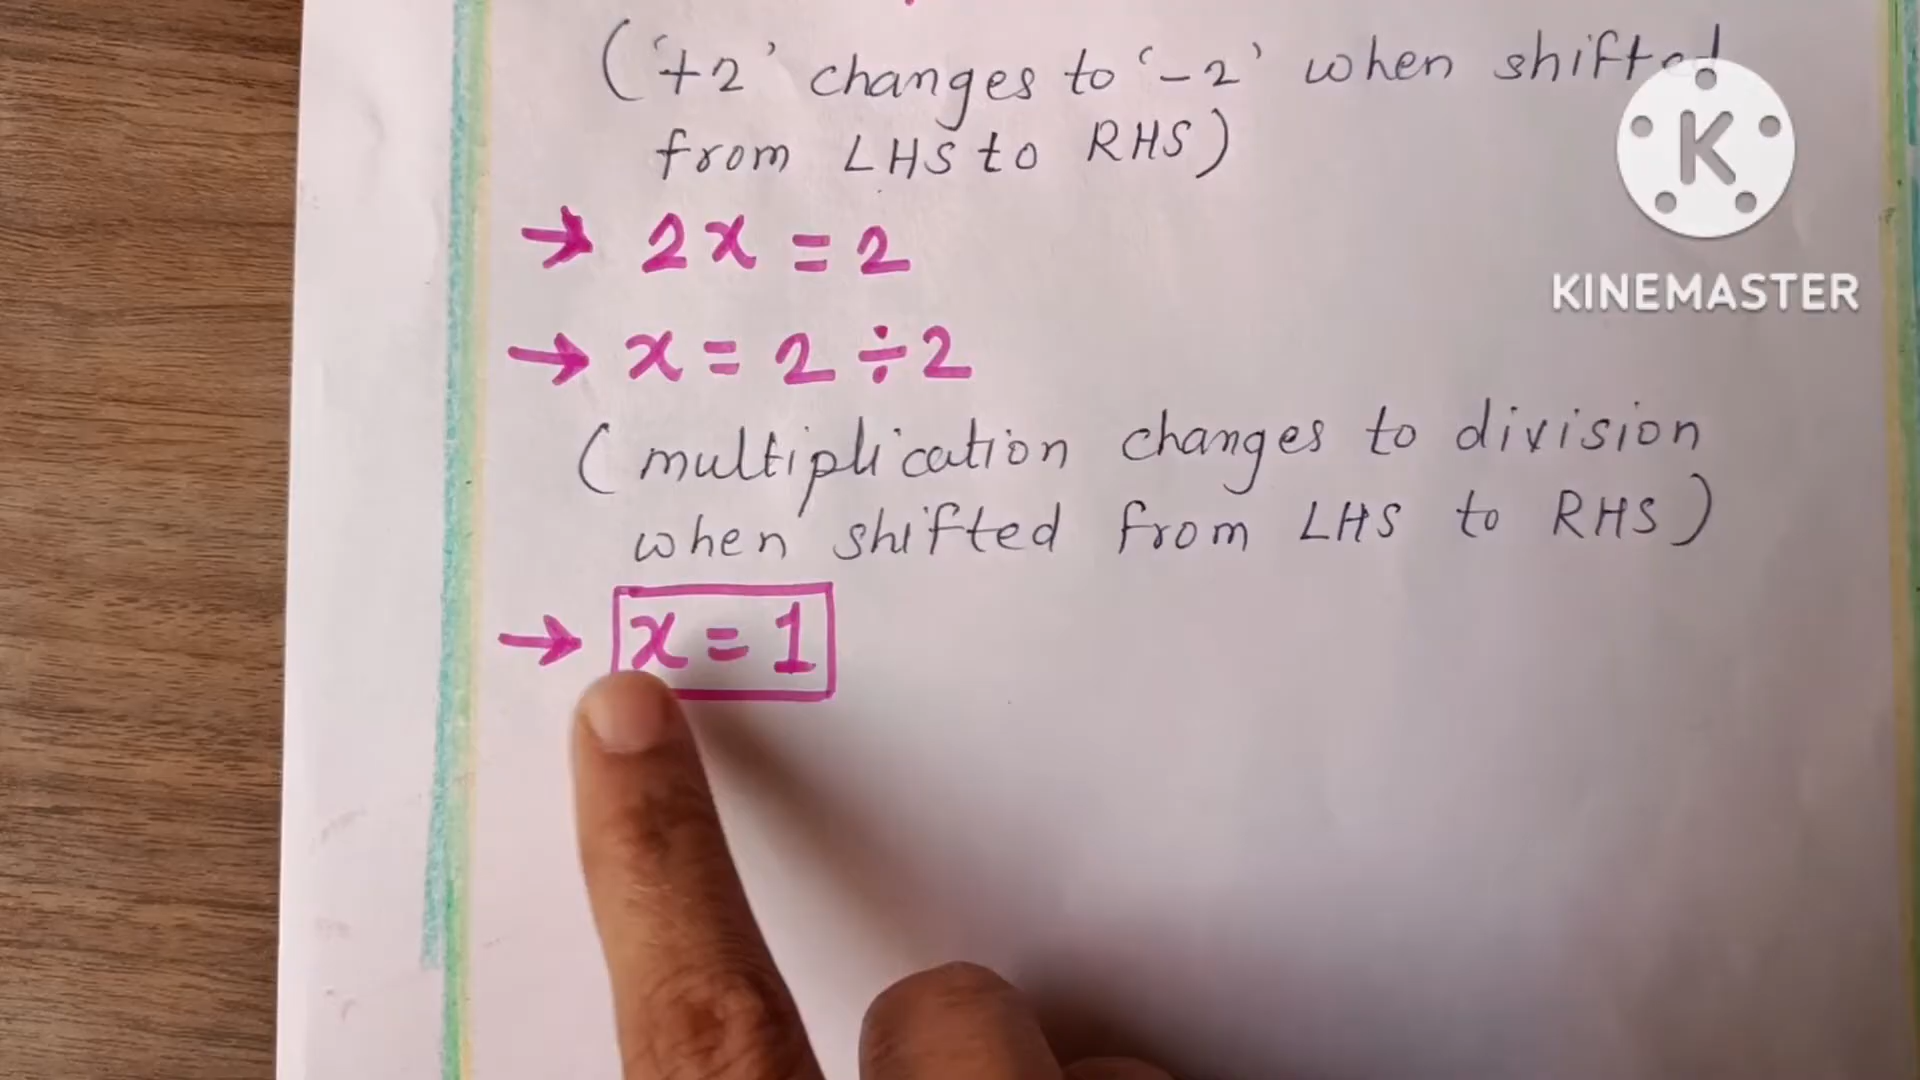 ('+2' changes to '-2' when shifted
from LHS to RHS)
→ 2x = 2
→ x = 2 ÷ 2
(multiplication changes to division
when shifted from LHS to RHS)
→ x = 1
K
KINEMASTER